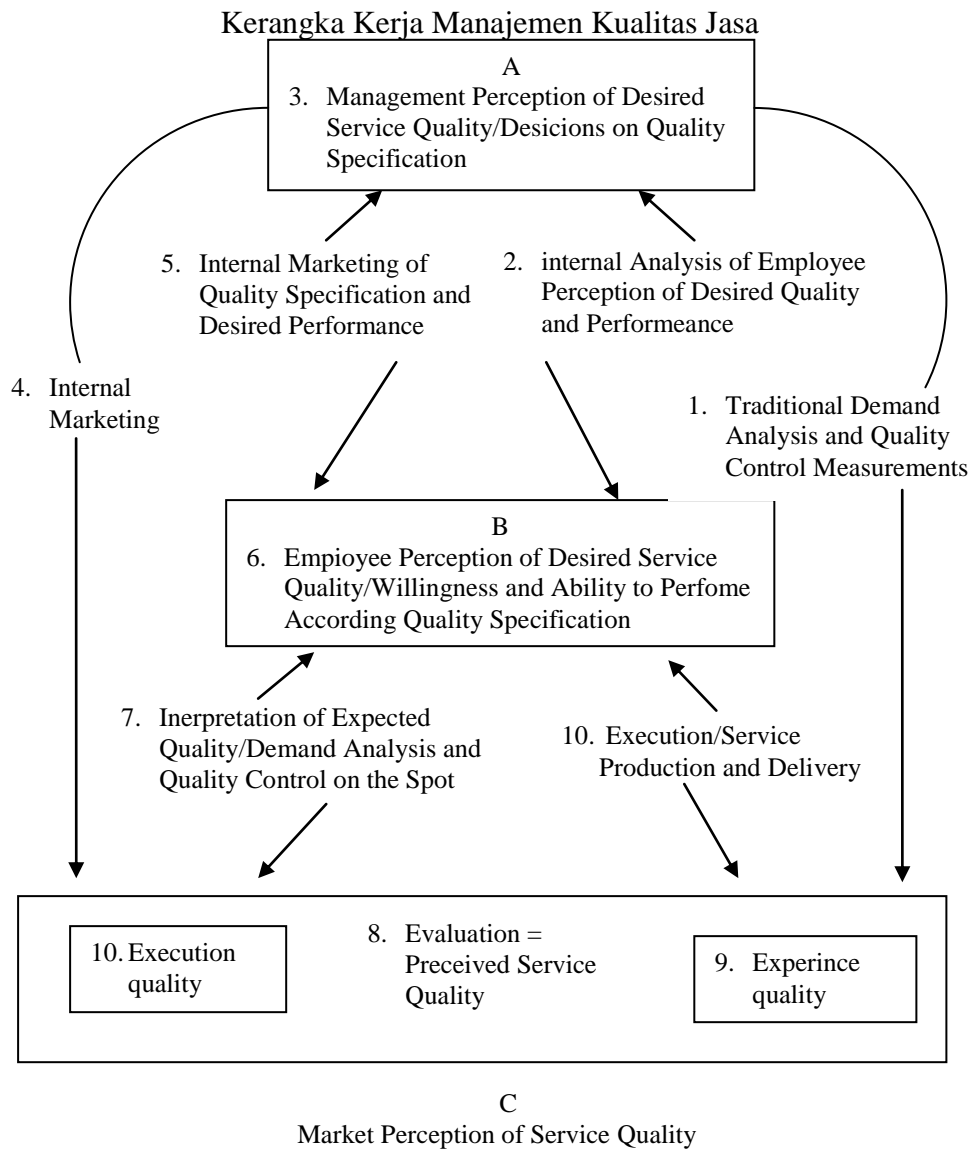 Kerangka Kerja Manajemen Kualitas Jasa
A
3. Management Perception of Desired
Service Quality/Desicions on Quality
Specification
5. Internal Marketing of
Quality Specification and
Desired Performance
2. internal Analysis of Employee
Perception of Desired Quality
and Performeance
4. Internal
Marketing
1. Traditional Demand
Analysis and Quality
Control Measurements
B
6. Empioyee Perception of Desired Service
Quality/Willingness and Ability to Perfome
According Quality Specification
7. Inerpretation of Expected
Quality/Demand Analysis and
Quality Control on the Spot
10. Execution/Service
Production and Delivery
10. Execution
quality
8. Evaluation =
Preceived Service
Quality
9. Experince
quality
C
Market Perception of Service Quality